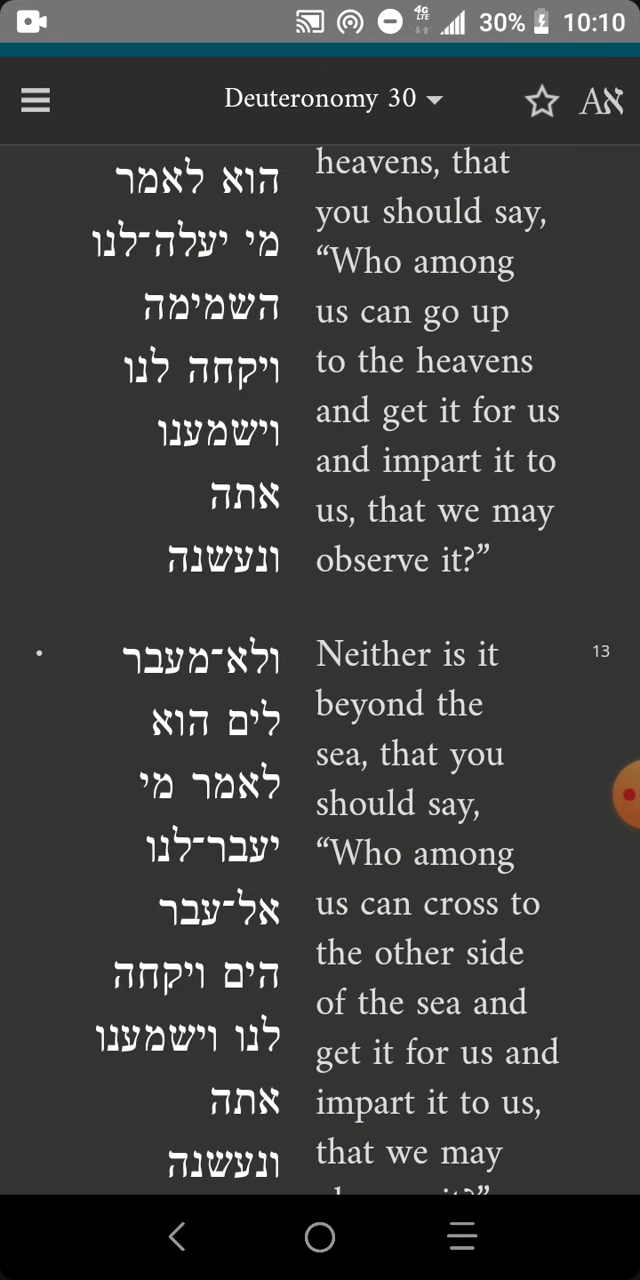 4G
LTE
30%
10:10
Deuteronomy 30
Aא
הוא לאמר
מי יעלה־לנו
השמימה
ויקחה לנו
וישמענו
אתה
ונעשנה
heavens, that
you should say,
“Who among
us can go up
to the heavens
and get it for us
and impart it to
us, that we may
observe it?”
ולא־מעבר
לים הוא
לאמר מי
יעבר־לנו
אל־עבר
הים ויקחה
לנו וישמענו
אתה
ונעשנה
Neither is it
beyond the
sea, that you
should say,
“Who among
us can cross to
the other side
of the sea and
get it for us and
impart it to us,
that we may
13